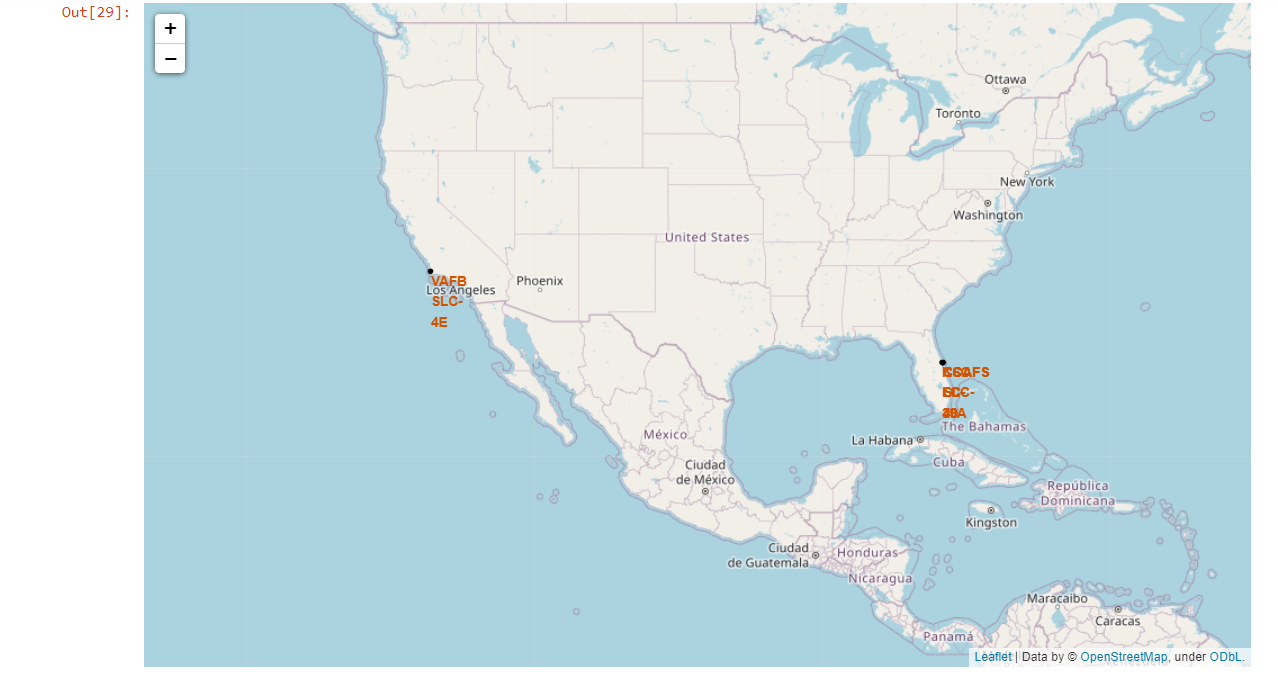 Out[29]:
+
−
Ottawa
Toronto
New York
Washington
United States
Phoenix
VAFB
Los Angeles
SLC-
4E
The Bahamas
México
La Habana
Cuba
Ciudad
de México
República
Dominicana
Kingston
Ciudad
de Guatemala
Honduras
Nicaragua
Maracaibo
Caracas
Panamá
Leaflet | Data by © OpenStreetMap, under ODbL.